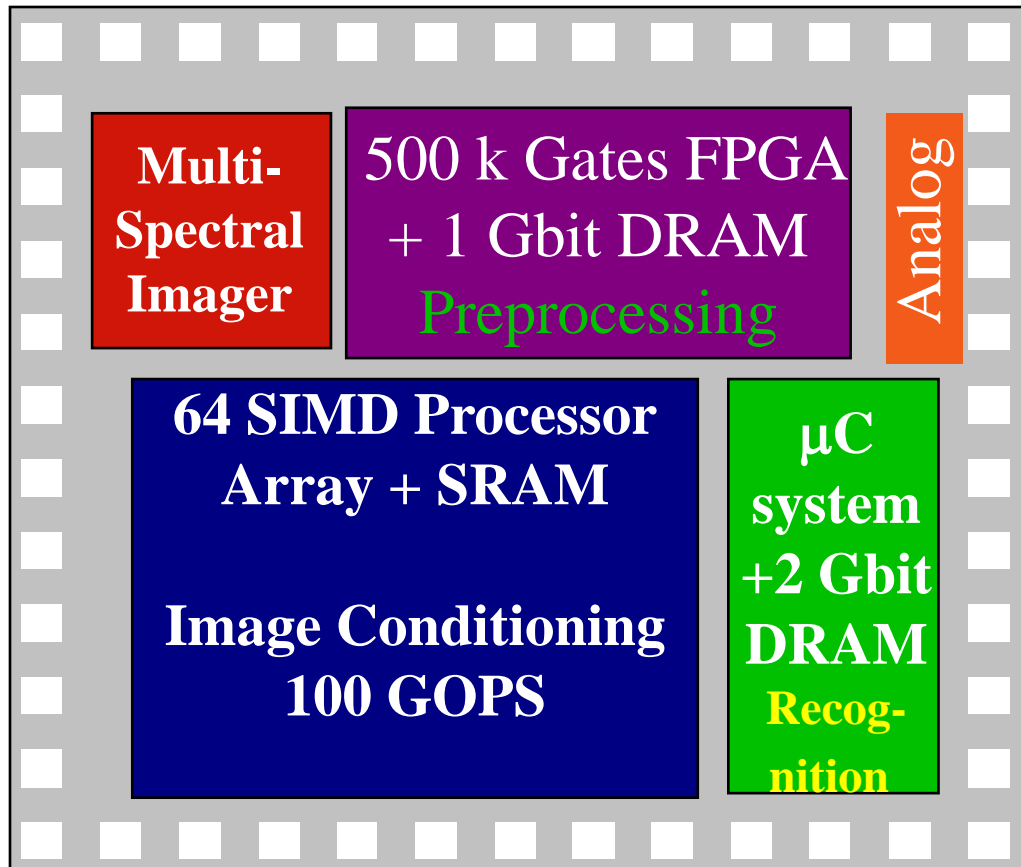 Multi-
Spectral
Imager
500 k Gates FPGA
+ 1 Gbit DRAM
Preprocessing
Analog
64 SIMD Processor
Array + SRAM
Image Conditioning
100 GOPS
μC
system
+2 Gbit
DRAM
Recog-
nition